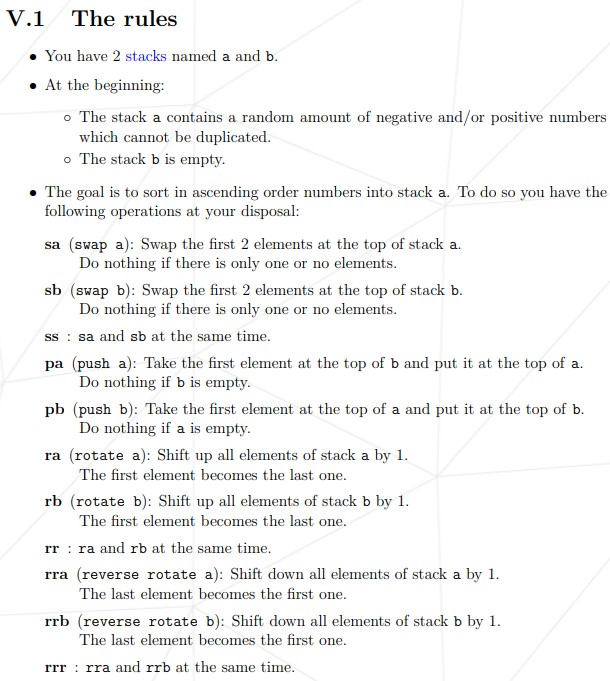 V.1 The rules
• You have 2 stacks named a and b.
• At the beginning:
◦ The stack a contains a random amount of negative and/or positive numbers
which cannot be duplicated.
◦ The stack b is empty.
• The goal is to sort in ascending order numbers into stack a. To do so you have the
following operations at your disposal:
sa (swap a): Swap the first 2 elements at the top of stack a.
Do nothing if there is only one or no elements.
sb (swap b): Swap the first 2 elements at the top of stack b.
Do nothing if there is only one or no elements.
ss : sa and sb at the same time.
pa (push a): Take the first element at the top of b and put it at the top of a.
Do nothing if b is empty.
pb (push b): Take the first element at the top of a and put it at the top of b.
Do nothing if a is empty.
ra (rotate a): Shift up all elements of stack a by 1.
The first element becomes the last one.
rb (rotate b): Shift up all elements of stack b by 1.
The first element becomes the last one.
rr : ra and rb at the same time.
rra (reverse rotate a): Shift down all elements of stack a by 1.
The last element becomes the first one.
rrb (reverse rotate b): Shift down all elements of stack b by 1.
The last element becomes the first one.
rrr : rra and rrb at the same time.